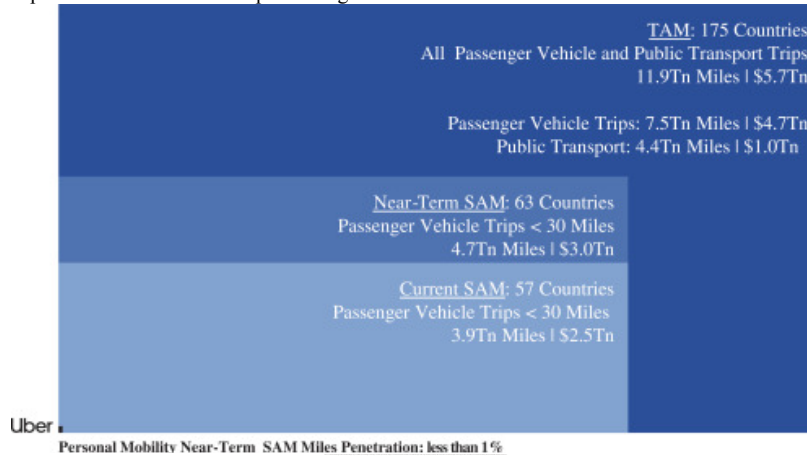 TAM: 175 Countries
All Passenger Vehicle and Public Transport Trips
11.9Tn Miles | $5.7Tn
Passenger Vehicle Trips: 7.5Tn Miles | $4.7Tn
Public Transport: 4.4Tn Miles | $1.0Tn
Near-Term SAM: 63 Countries
Passenger Vehicle Trips < 30 Miles
4.7Tn Miles | $3.0Tn
Current SAM: 57 Countries
Passenger Vehicle Trips < 30 Miles
3.9Tn Miles | $2.5Tn
Uber
Personal Mobility Near-Term SAM Miles Penetration: less than 1%